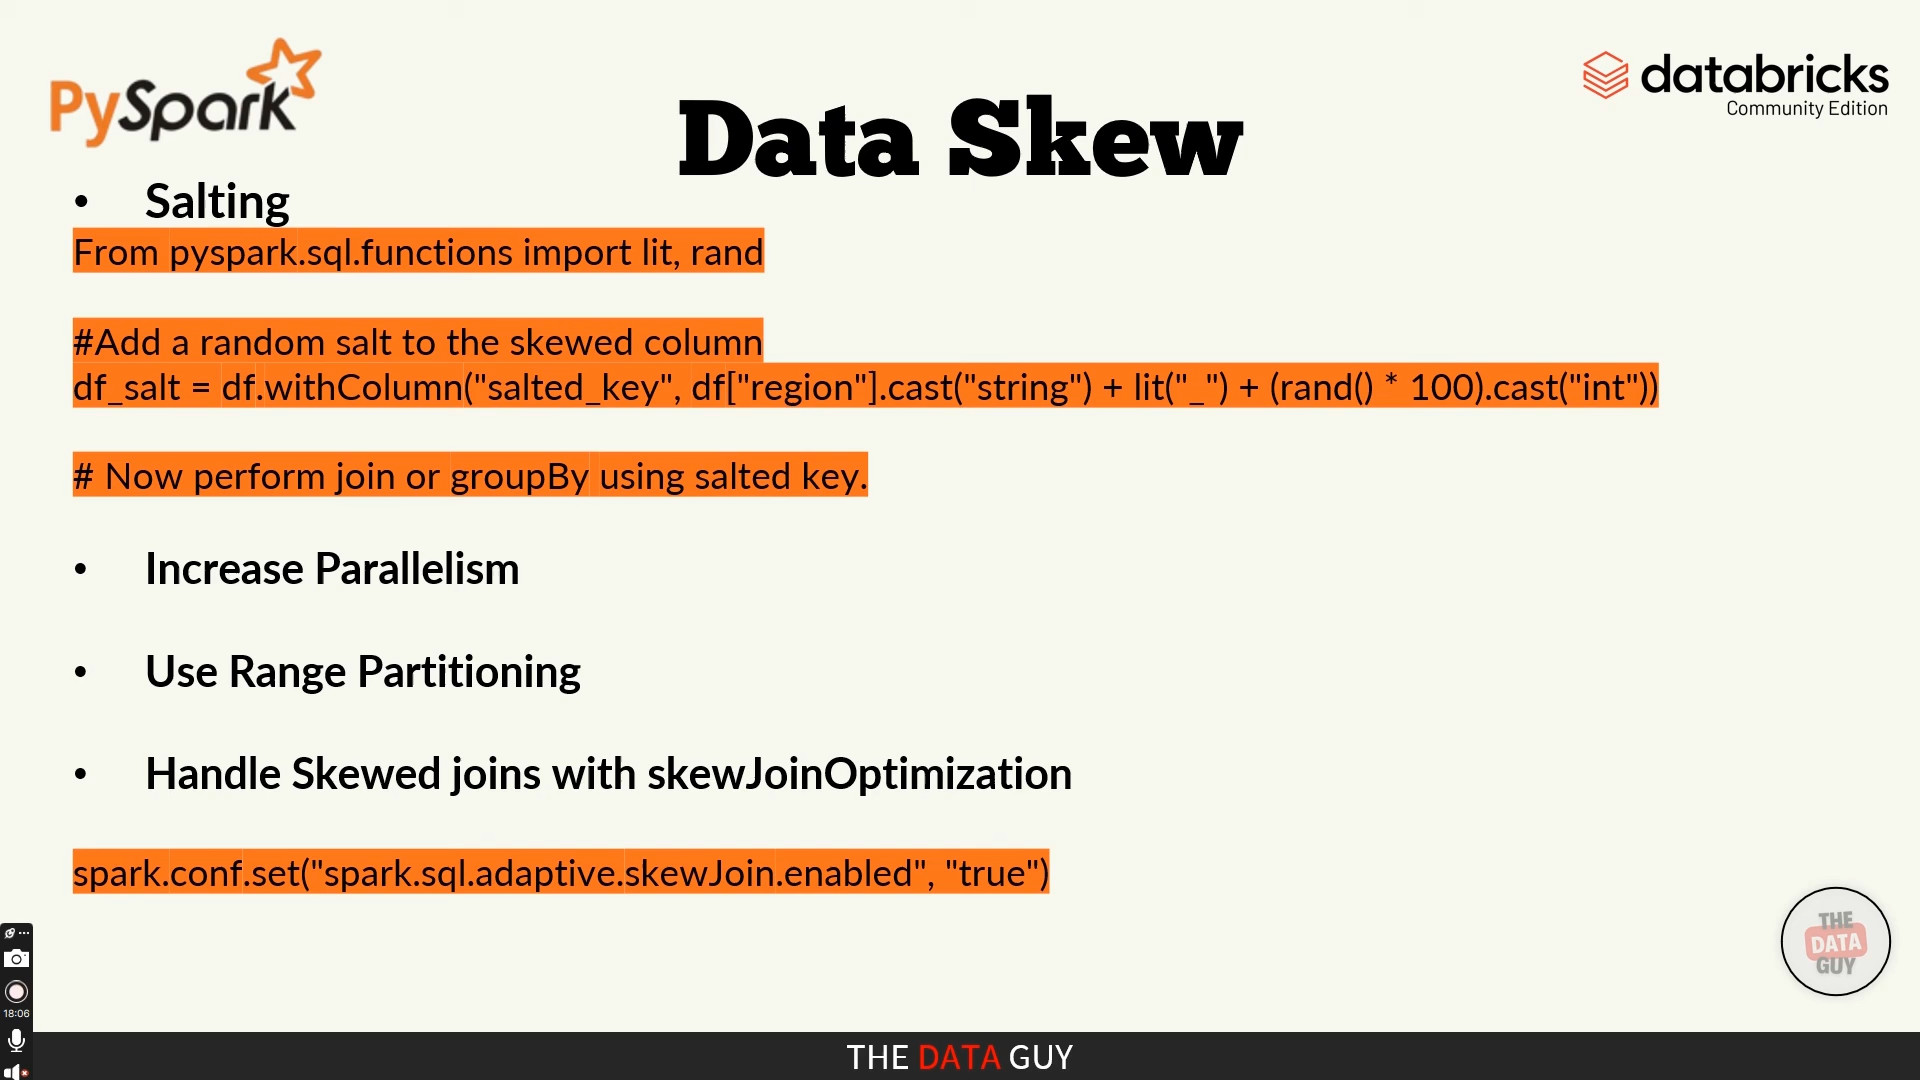 PySpark
databricks
Community Edition
Data Skew
• Salting
From pyspark.sql.functions import lit, rand
#Add a random salt to the skewed column
df_salt = df.withColumn("salted_key", df["region"].cast("string") + lit("_") + (rand() * 100).cast("int"))
# Now perform join or groupBy using salted key.
• Increase Parallelism
• Use Range Partitioning
• Handle Skewed joins with skewJoinOptimization
spark.conf.set("spark.sql.adaptive.skewJoin.enabled", "true")
THE
DATA
GUY
18:06
THE DATA GUY